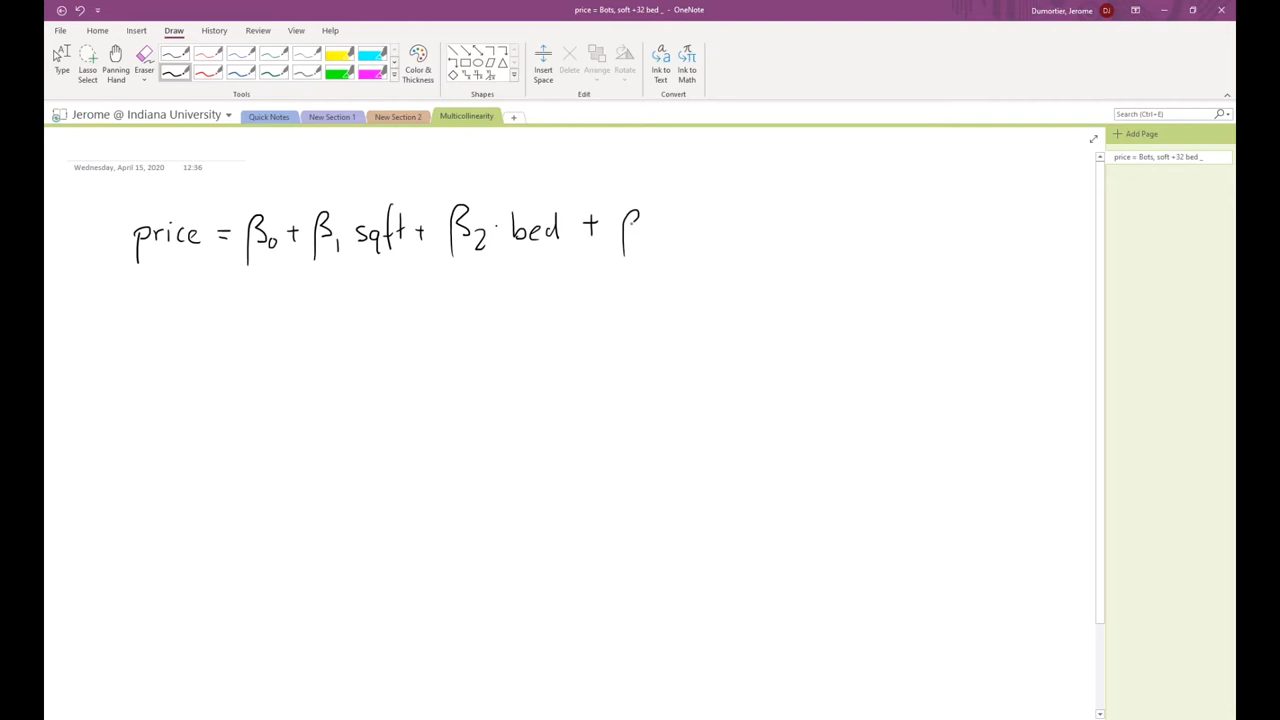 price = Bots, soft +32 bed _ - OneNote
Dumortier, Jerome DJ
File Home Insert Draw History Review View Help
Type Lasso Select Panning Hand Eraser Color & Thickness Insert Space Delete Arrange Rotate Ink to Text Ink to Math
Tools Shapes Edit Convert
Jerome @ Indiana University Quick Notes New Section 1 New Section 2 Multicollinearity + Search (Ctrl+E)
Add Page
price = Bots, soft +32 bed _
Wednesday, April 15, 2020 12:36
price = β₀ + β₁ sqft + β₂ · bed + β